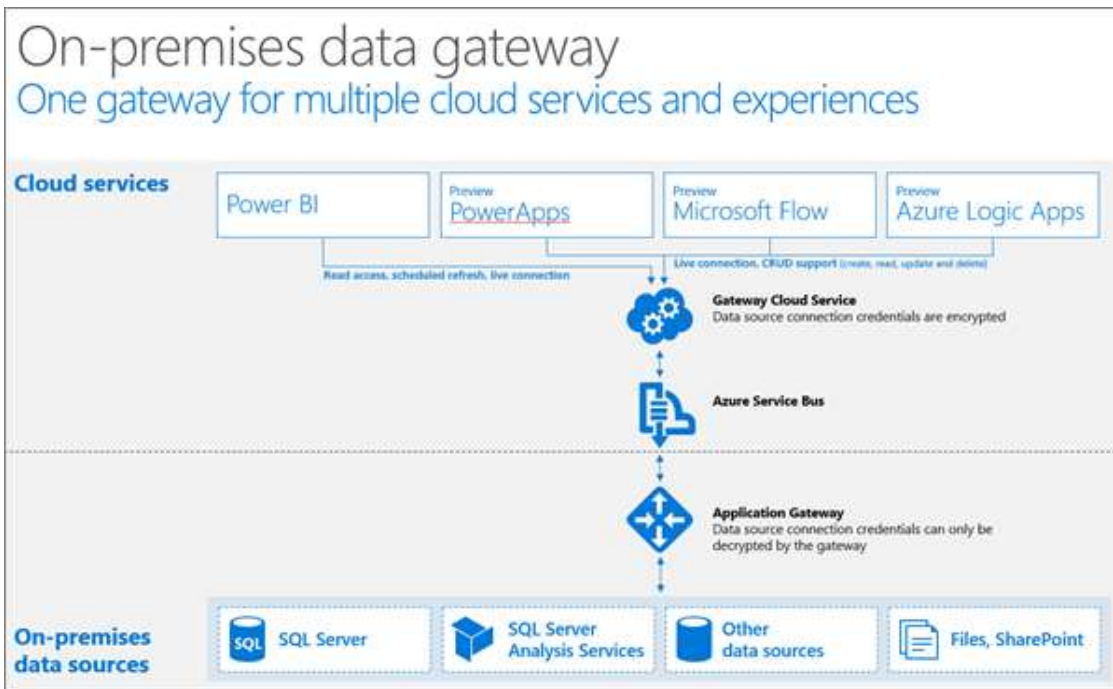 On-premises data gateway
One gateway for multiple cloud services and experiences
Cloud services
Power BI
Preview
PowerApps
Preview
Microsoft Flow
Preview
Azure Logic Apps
Read access, scheduled refresh, live connection
Live connection, CRUD support (create, read, update and delete)
Gateway Cloud Service
Data source connection credentials are encrypted
Azure Service Bus
Application Gateway
Data source connection credentials can only be
decrypted by the gateway
On-premises
data sources
SQL
SQL Server
SQL Server
Analysis Services
Other
data sources
Files, SharePoint